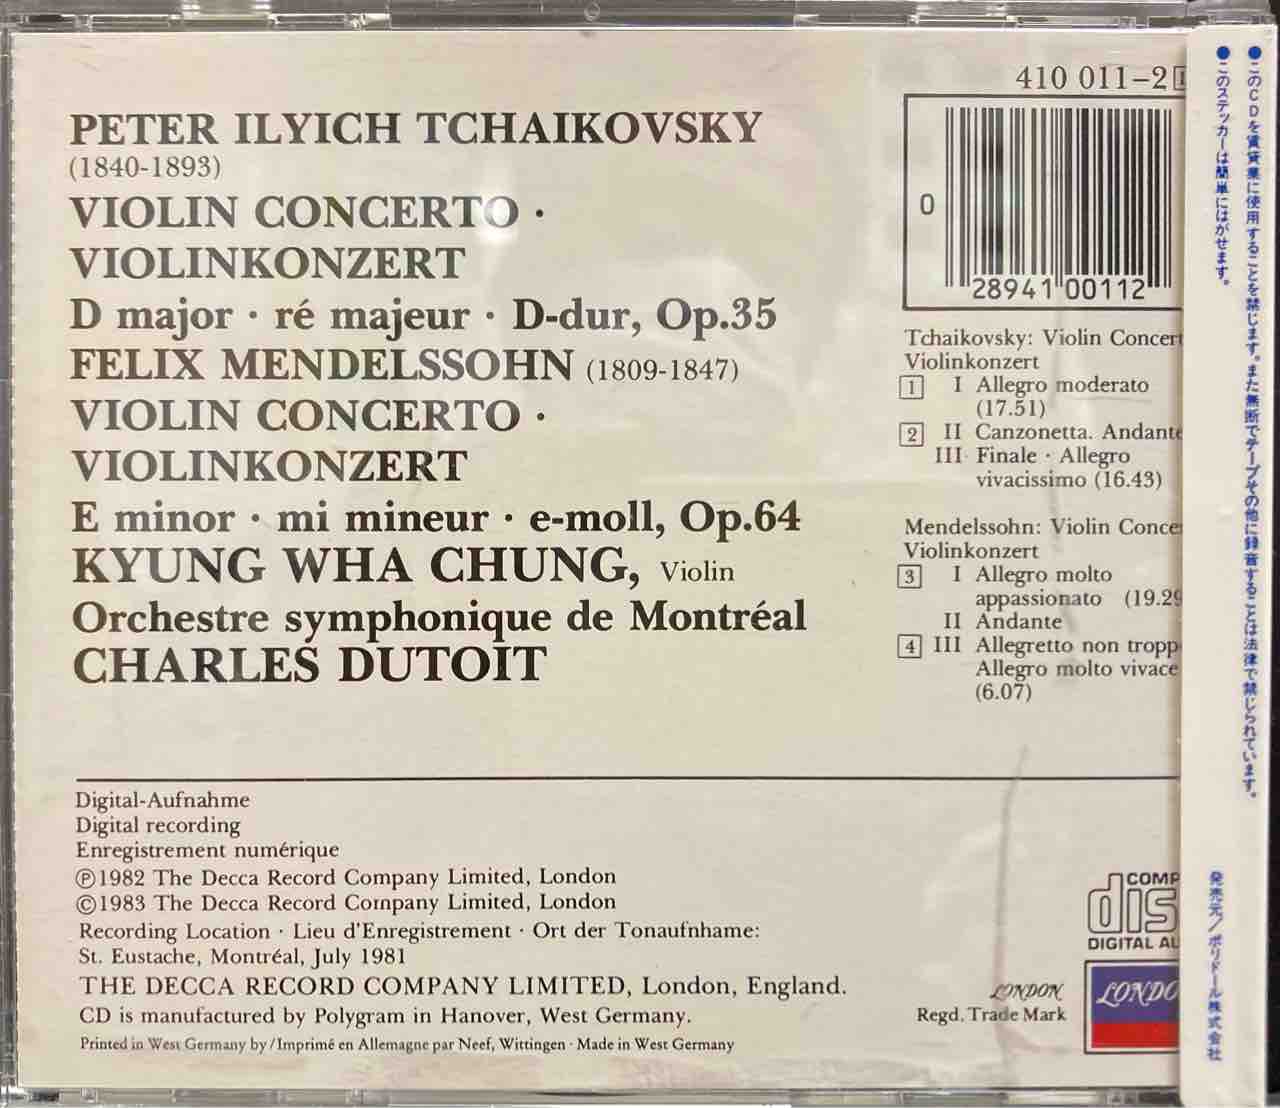 PETER ILYICH TCHAIKOVSKY
(1840-1893)
VIOLIN CONCERTO ·
VIOLINKONZERT
D major · ré majeur · D-dur, Op.35
FELIX MENDELSSOHN (1809-1847)
VIOLIN CONCERTO ·
VIOLINKONZERT
E minor · mi mineur · e-moll, Op.64
KYUNG WHA CHUNG, Violin
Orchestre symphonique de Montréal
CHARLES DUTOIT
410 011-2
0
28941 00112
Tchaikovsky: Violin
Violinkonzert
1 I Allegro moderato
(17.51)
2 II Canzonetta. Andante
III Finale · Allegro
vivacissimo (16.43)
Mendelssohn: Violin
Violinkonzert
3 I Allegro molto
appassionato (19.29
II Andante
4 III Allegretto non
Allegro molto vivace
(6.07)
Digital-Aufnahme
Digital recording
Enregistrement numérique
Ⓟ1982 The Decca Record Company Limited, London
©1983 The Decca Record Company Limited, London
Recording Location · Lieu d'Enregistrement · Ort der Tonaufnhame:
St. Eustache, Montréal, July 1981
THE DECCA RECORD COMPANY LIMITED, London, England.
CD is manufactured by Polygram in Hanover, West Germany.
Printed in West Germany by / Imprimé en Allemagne par Neef, Wittingen · Made in West Germany
COMP
disc
DIGITAL AU
LONDON
Regd. Trade Mark
LONDO
●このCDを賃貸業に使用することを禁じます。また無断でテープその他に録音することは法律で禁じられています。
●このステッカーは簡単にはがせます。
発売元/ポリドール株式会社